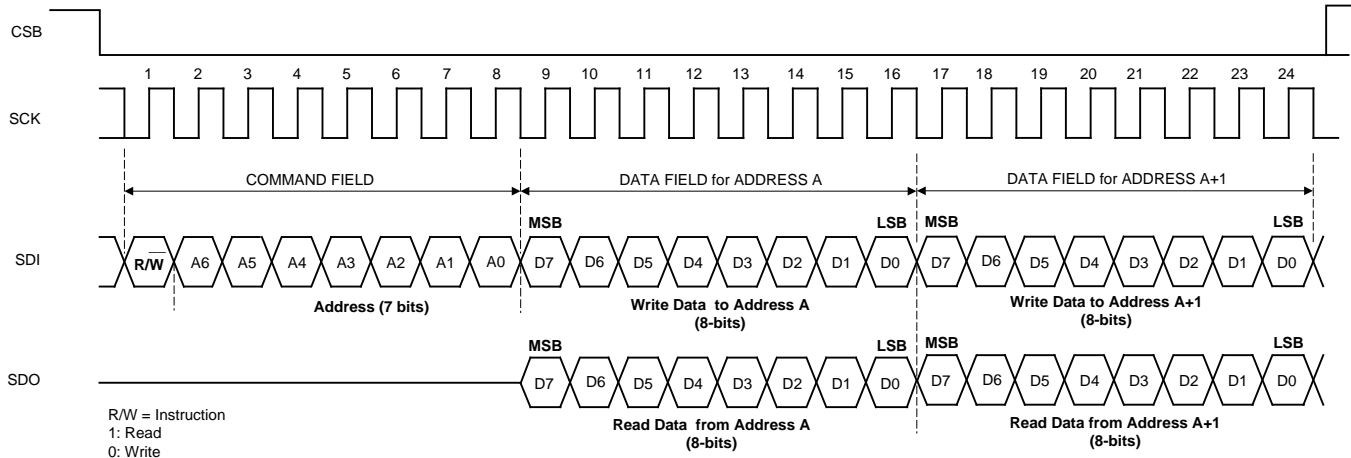 CSB
1 2 3 4 5 6 7 8 9 10 11 12 13 14 15 16 17 18 19 20 21 22 23 24
SCK
COMMAND FIELD DATA FIELD for ADDRESS A DATA FIELD for ADDRESS A+1
MSB LSB MSB LSB
SDI R/W̅ A6 A5 A4 A3 A2 A1 A0 D7 D6 D5 D4 D3 D2 D1 D0 D7 D6 D5 D4 D3 D2 D1 D0
Address (7 bits) Write Data to Address A Write Data to Address A+1
(8-bits) (8-bits)
MSB LSB MSB LSB
SDO D7 D6 D5 D4 D3 D2 D1 D0 D7 D6 D5 D4 D3 D2 D1 D0
Read Data from Address A Read Data from Address A+1
(8-bits) (8-bits)
R/W = Instruction
1: Read
0: Write